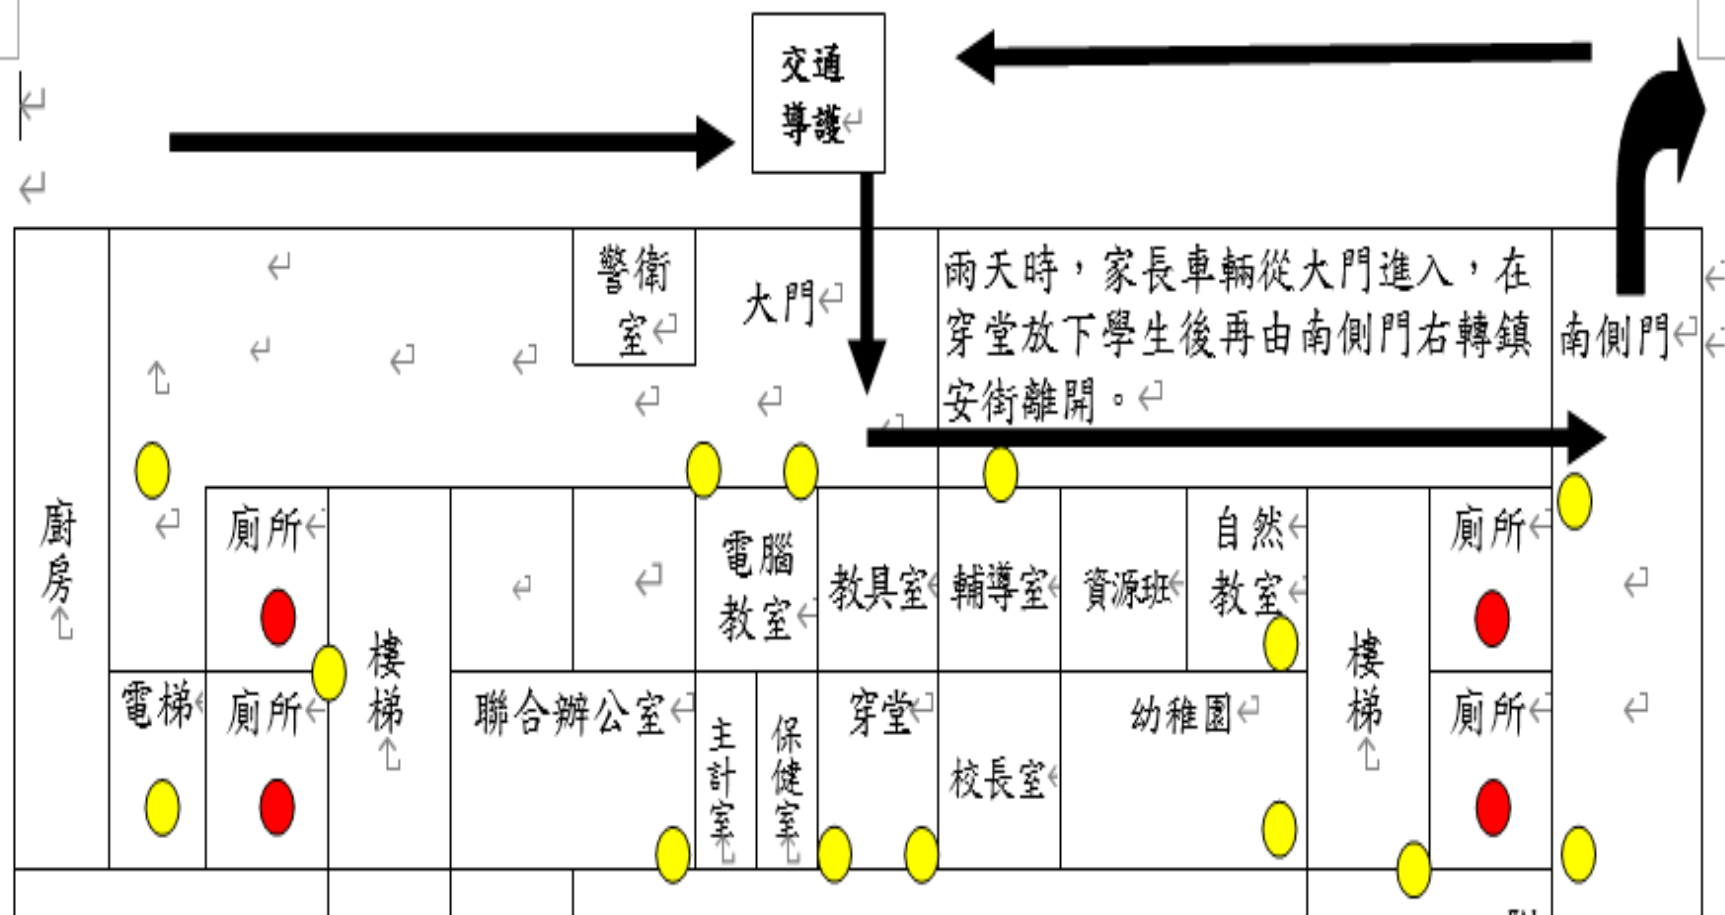 交通
導護
警衛
室
大門
雨天時，家長車輛從大門進入，在
穿堂放下學生後再由南側門右轉鎮
安街離開。
南側門
廚房
廁所
樓梯
電腦
教室
教具室
輔導室
資源班
自然
教室
樓梯
廁所
電梯
廁所
聯合辦公室
主計室
保健室
穿堂
校長室
幼稚園
廁所